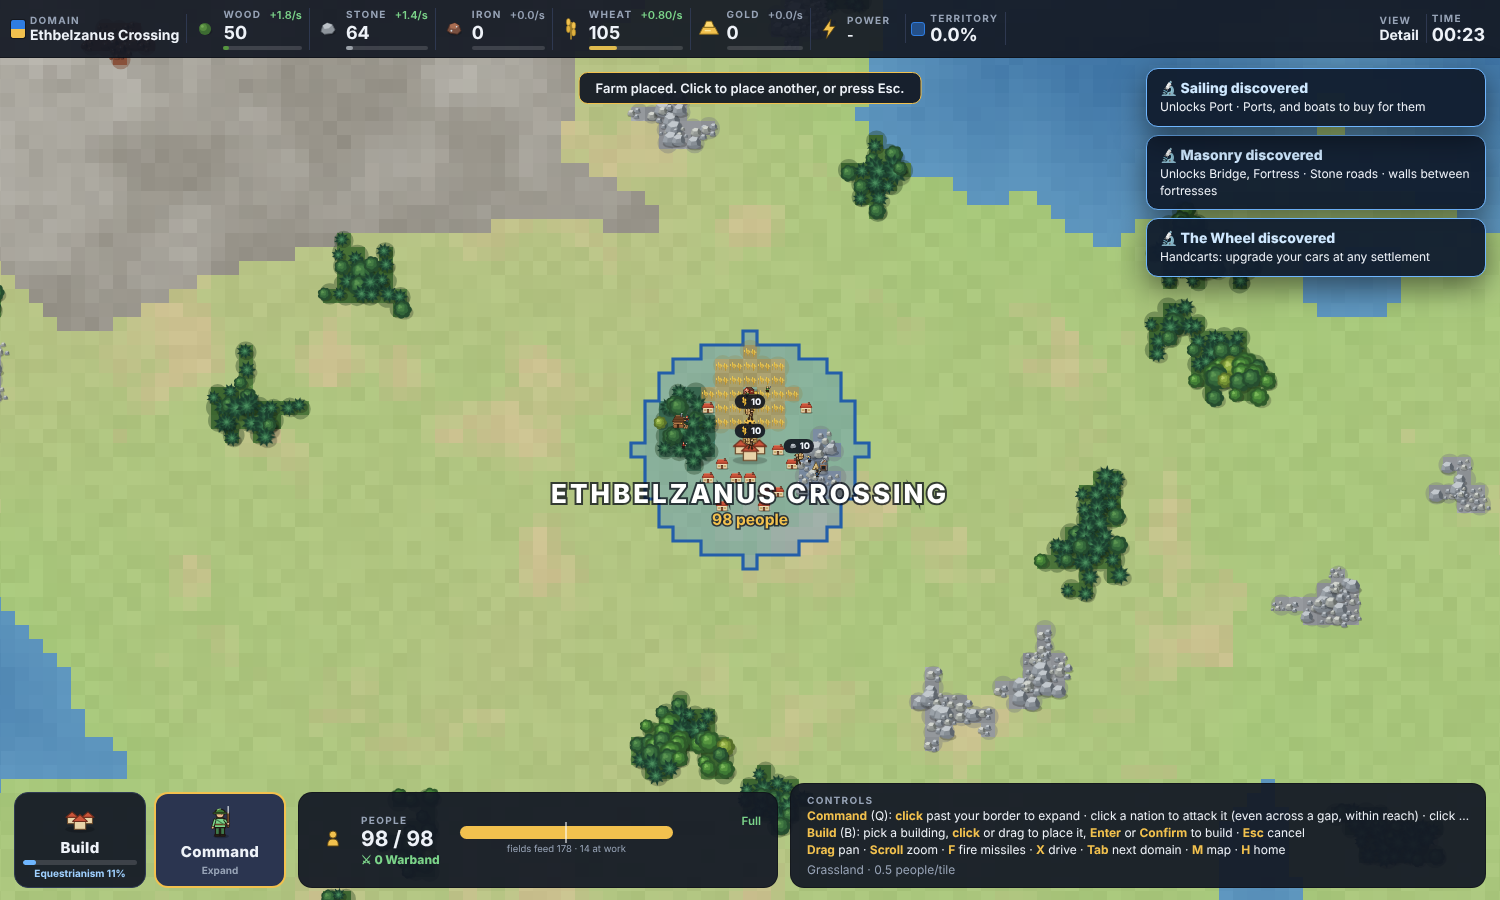 DOMAIN
Ethbelzanus Crossing
WOOD +1.8/s
50
STONE +1.4/s
64
IRON +0.0/s
0
WHEAT +0.80/s
105
GOLD +0.0/s
0
POWER
-
TERRITORY
0.0%
VIEW
Detail
TIME
00:23
Farm placed. Click to place another, or press Esc.
Sailing discovered
Unlocks Port · Ports, and boats to buy for them
Masonry discovered
Unlocks Bridge, Fortress · Stone roads · walls between
fortresses
The Wheel discovered
Handcarts: upgrade your cars at any settlement
10
10
10
ETHBELZANUS CROSSING
98 people
Build
Equestrianism 11%
Command
Expand
PEOPLE
98 / 98
0 Warband
Full
fields feed 178 · 14 at work
CONTROLS
Command (Q): click past your border to expand · click a nation to attack it (even across a gap, within reach) · click ...
Build (B): pick a building, click or drag to place it, Enter or Confirm to build · Esc cancel
Drag pan · Scroll zoom · F fire missiles · X drive · Tab next domain · M map · H home
Grassland · 0.5 people/tile